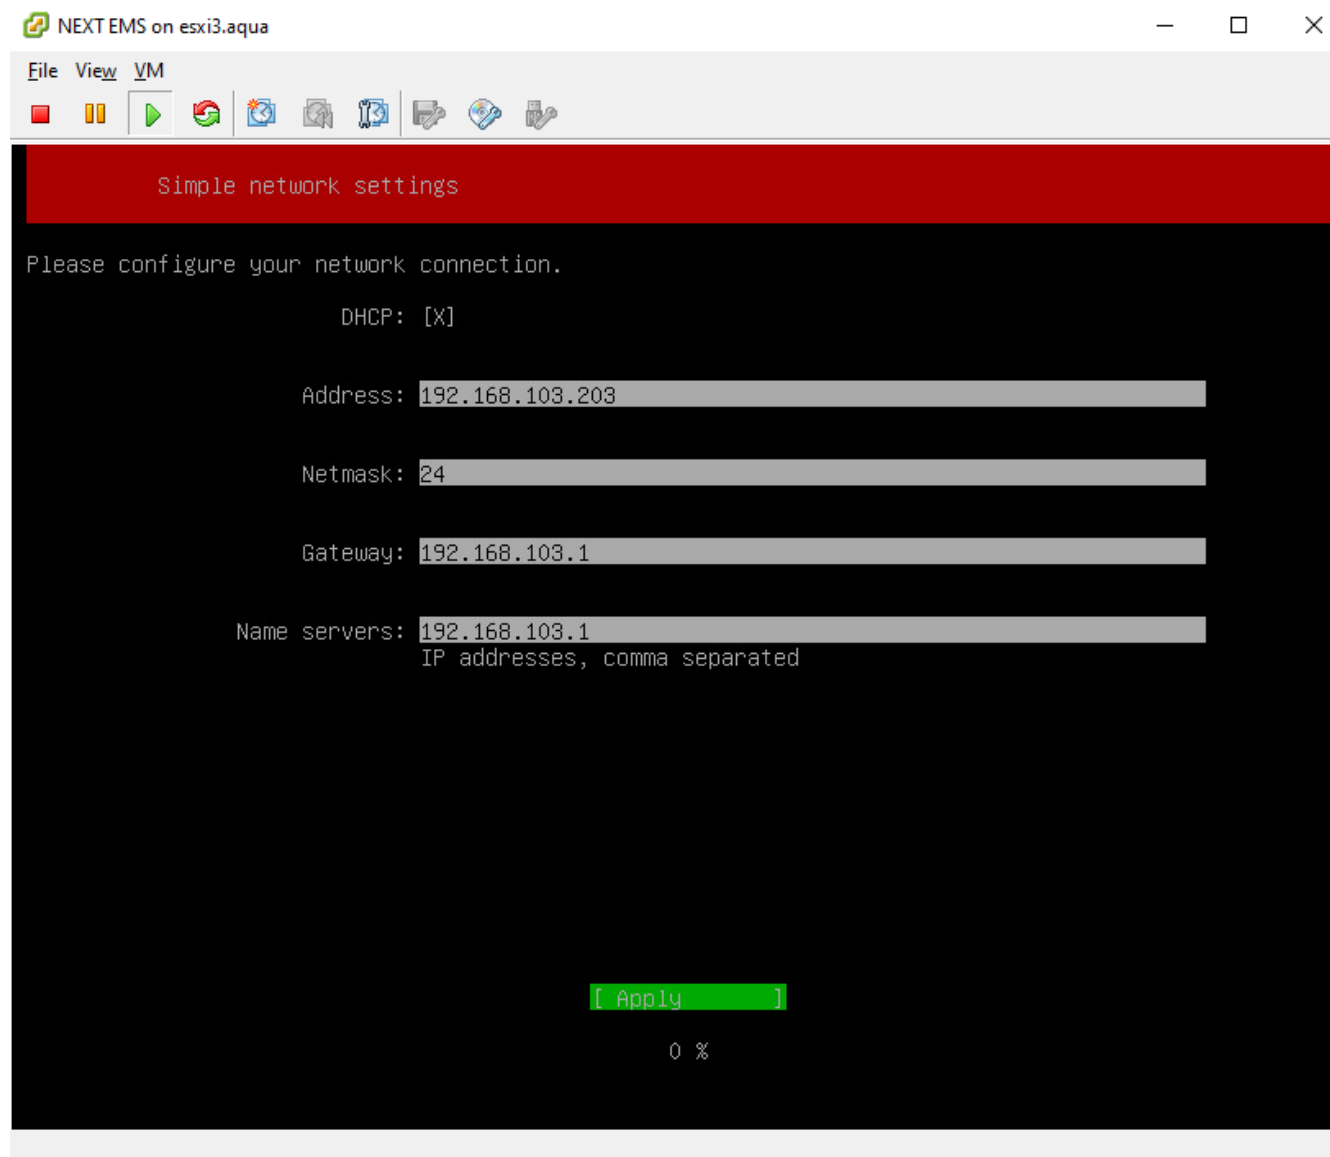 NEXT EMS on esxi3.aqua
File View VM
Simple network settings
Please configure your network connection.
DHCP: [X]
Address: 192.168.103.203
Netmask: 24
Gateway: 192.168.103.1
Name servers: 192.168.103.1
IP addresses, comma separated
[ Apply ]
0 %